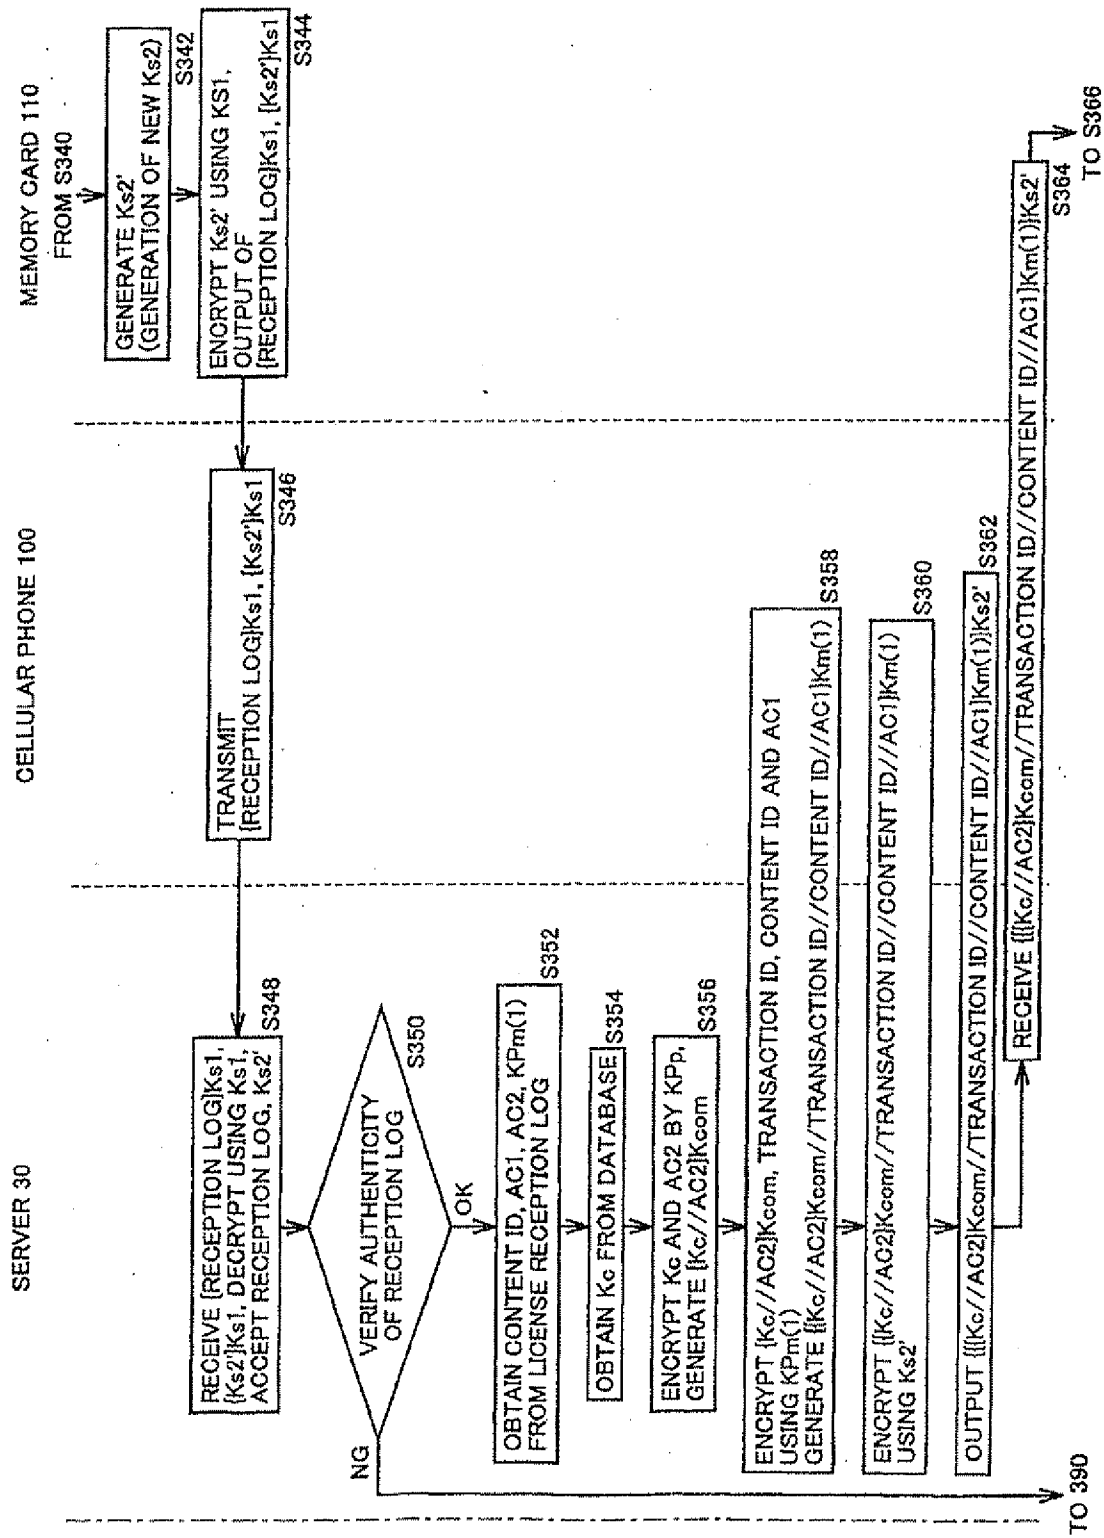 SERVER 30
CELLULAR PHONE 100
MEMORY CARD 110
FROM S340
GENERATE Ks2'
(GENERATION OF NEW Ks2)
S342
ENCRYPT Ks2' USING KS1,
OUTPUT OF
{RECEPTION LOG}Ks1, {Ks2'}Ks1
S344
TRANSMIT
{RECEPTION LOG}Ks1, {Ks2'}Ks1
S346
RECEIVE {RECEPTION LOG}Ks1,
{Ks2'}Ks1, DECRYPT USING Ks1,
ACCEPT RECEPTION LOG, Ks2'
S348
VERIFY AUTHENTICITY
OF RECEPTION LOG
S350
NG
OK
OBTAIN CONTENT ID, AC1, AC2, KPm(1)
FROM LICENSE RECEPTION LOG
S352
OBTAIN Kc FROM DATABASE
S354
ENCRYPT Kc AND AC2 BY KPp,
GENERATE {Kc//AC2}Kcom
S356
ENCRYPT {Kc//AC2}Kcom, TRANSACTION ID, CONTENT ID AND AC1
USING KPm(1)
GENERATE {{Kc//AC2}Kcom//TRANSACTION ID//CONTENT ID//AC1}Km(1)
S358
ENCRYPT {{Kc//AC2}Kcom//TRANSACTION ID//CONTENT ID//AC1}Km(1)
USING Ks2'
S360
OUTPUT {{{Kc//AC2}Kcom//TRANSACTION ID//CONTENT ID//AC1}Km(1)}Ks2'
S362
RECEIVE {{{Kc//AC2}Kcom//TRANSACTION ID//CONTENT ID//AC1}Km(1)}Ks2'
S364
TO 390
TO S366